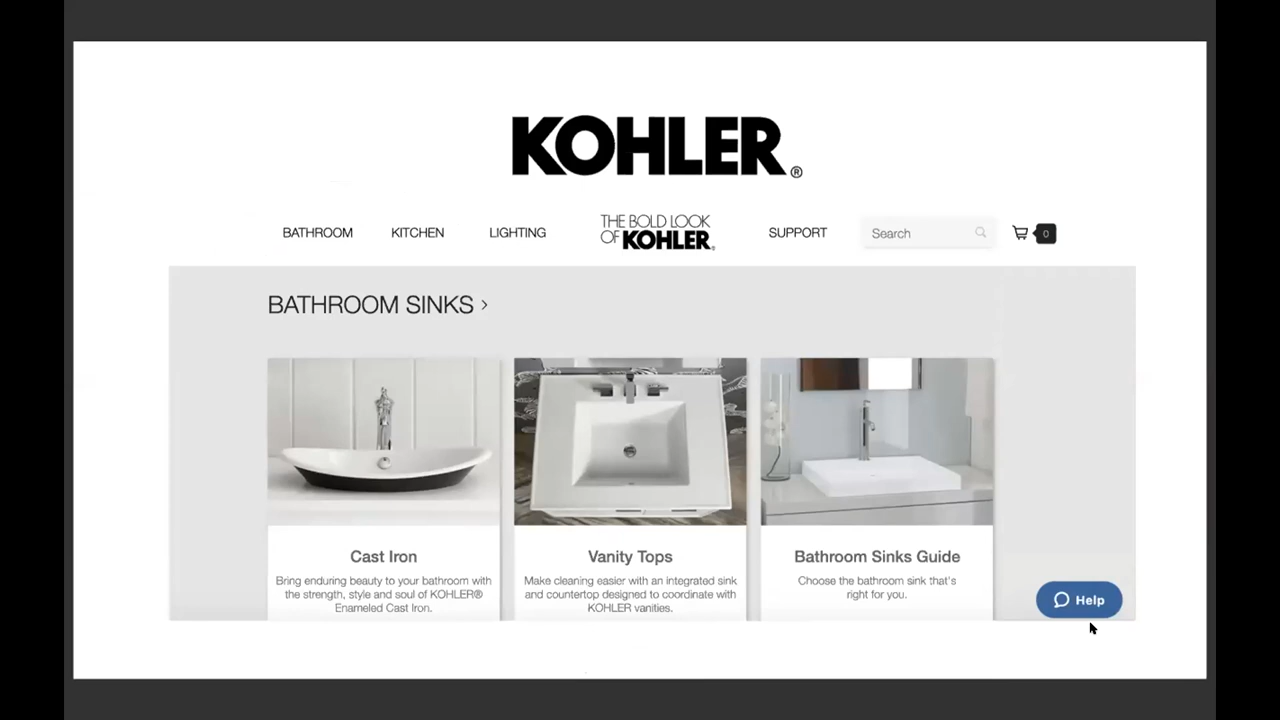 KOHLER®
BATHROOM KITCHEN LIGHTING THE BOLD LOOK
OF KOHLER® SUPPORT Search 0
BATHROOM SINKS >
Cast Iron
Bring enduring beauty to your bathroom with
the strength, style and soul of KOHLER®
Enameled Cast Iron.
Vanity Tops
Make cleaning easier with an integrated sink
and countertop designed to coordinate with
KOHLER vanities.
Bathroom Sinks Guide
Choose the bathroom sink that's
right for you.
Help